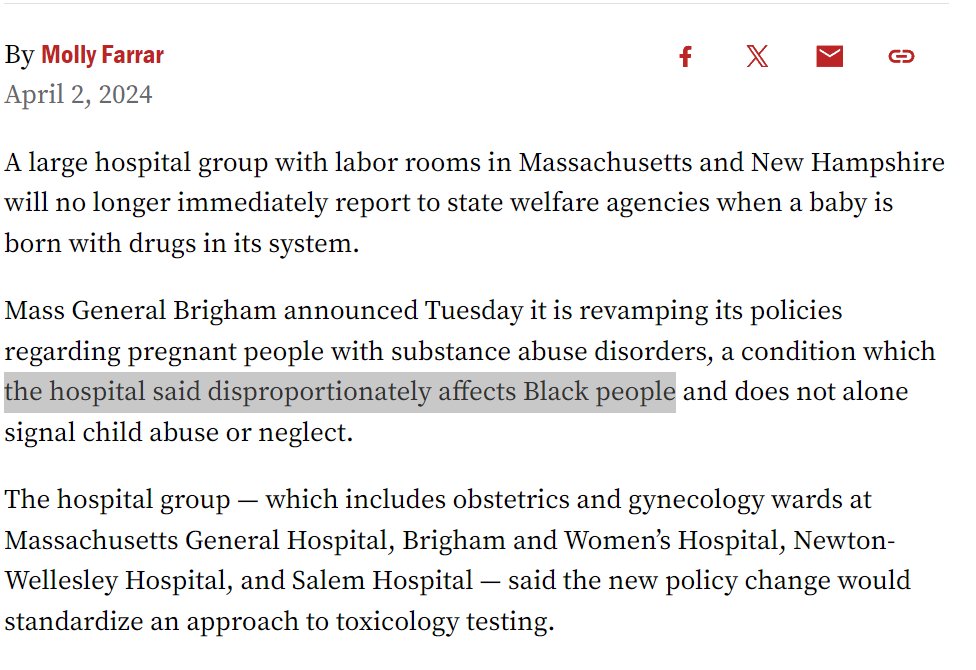 By Molly Farrar
April 2, 2024
A large hospital group with labor rooms in Massachusetts and New Hampshire
will no longer immediately report to state welfare agencies when a baby is
born with drugs in its system.
Mass General Brigham announced Tuesday it is revamping its policies
regarding pregnant people with substance abuse disorders, a condition which
the hospital said disproportionately affects Black people and does not alone
signal child abuse or neglect.
The hospital group — which includes obstetrics and gynecology wards at
Massachusetts General Hospital, Brigham and Women’s Hospital, Newton-
Wellesley Hospital, and Salem Hospital — said the new policy change would
standardize an approach to toxicology testing.